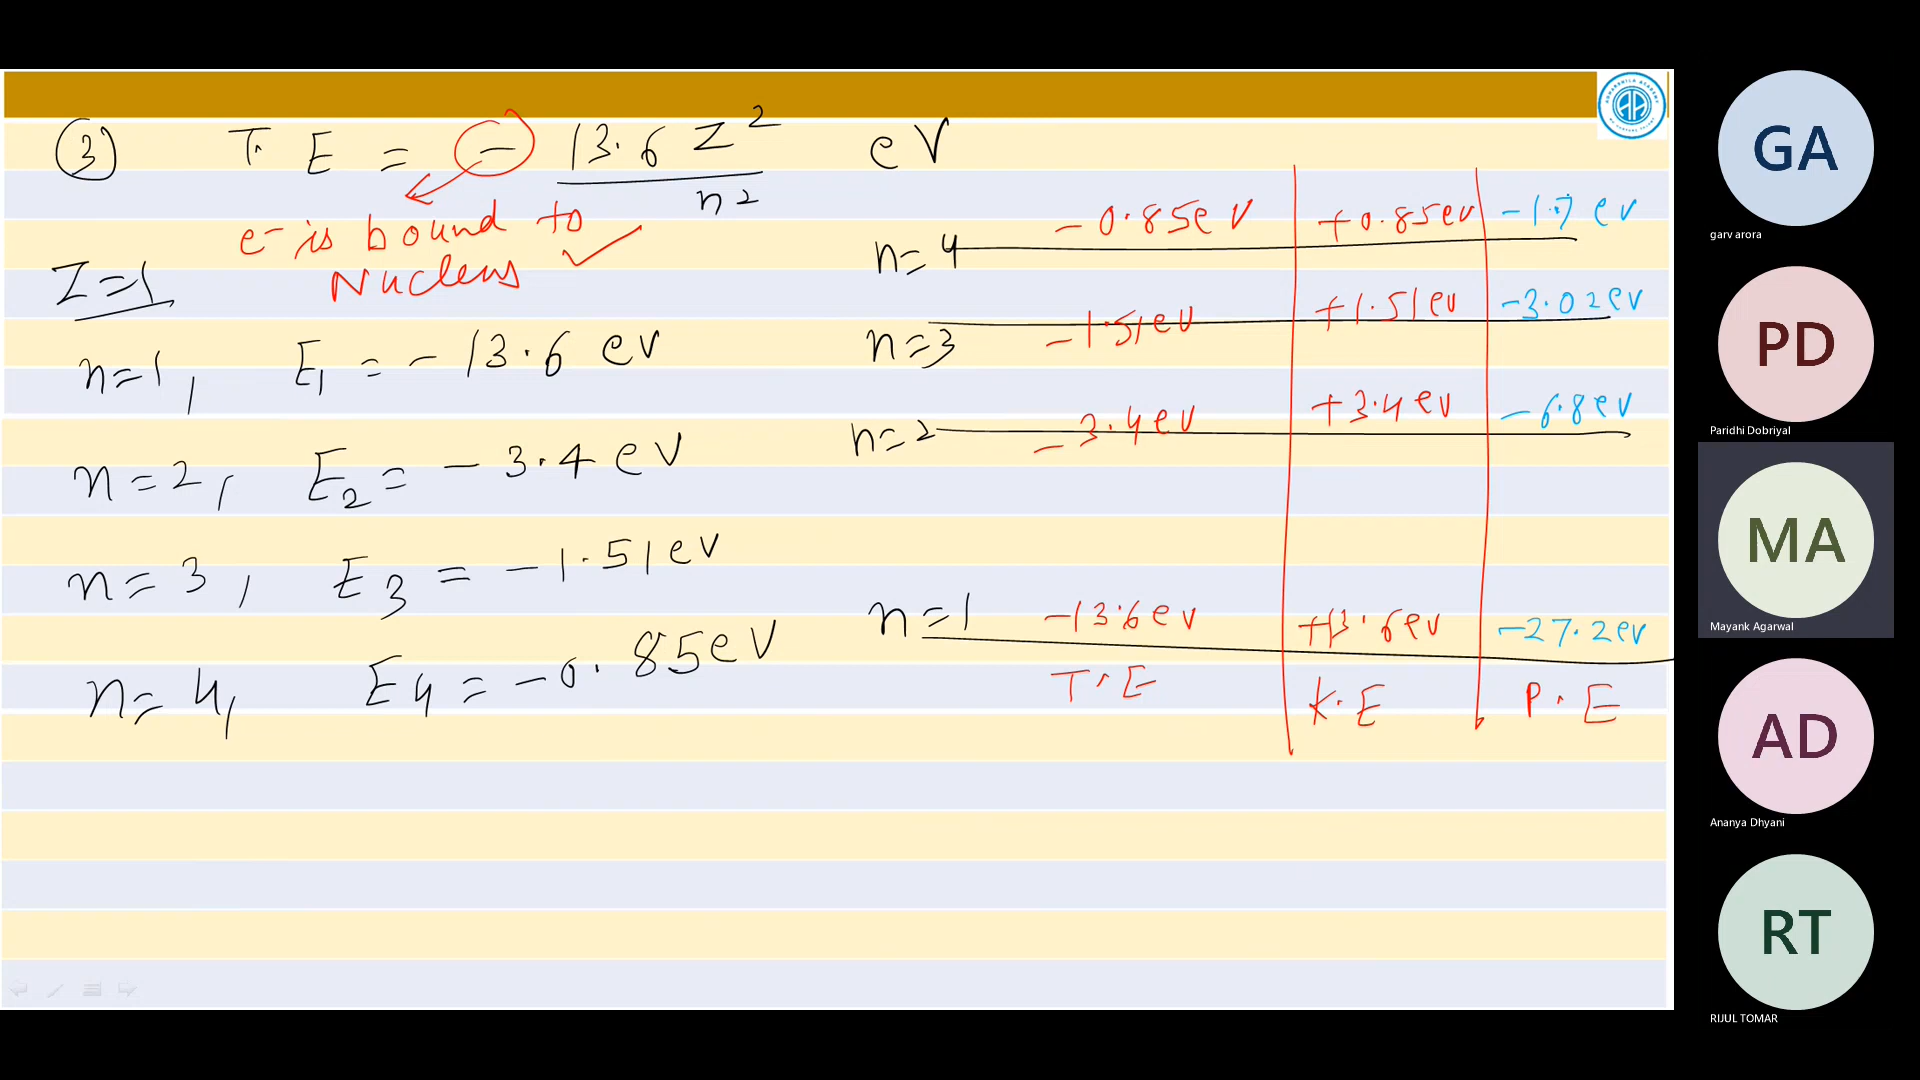 ③ T. E = - 13.6 Z² / n² eV
e- is bound to
Nucleus ✓
Z=1
n=1, E₁ = - 13.6 ev
n=2, E₂ = - 3.4 eV
n=3, E3 = -1.51 ev
n=4, E4 = -0.85 eV
n=4 -0.85e V +0.85ev -1.7 ev
n=3 -1.51ev +1.51ev -3.02ev
n=2 -3.4ev +3.4ev -6.8ev
n=1 -13.6ev +13.6ev -27.2ev
T.E K.E P.E
GA
garv arora
PD
Paridhi Dobriyal
MA
Mayank Agarwal
AD
Ananya Dhyani
RT
RIJUL TOMAR